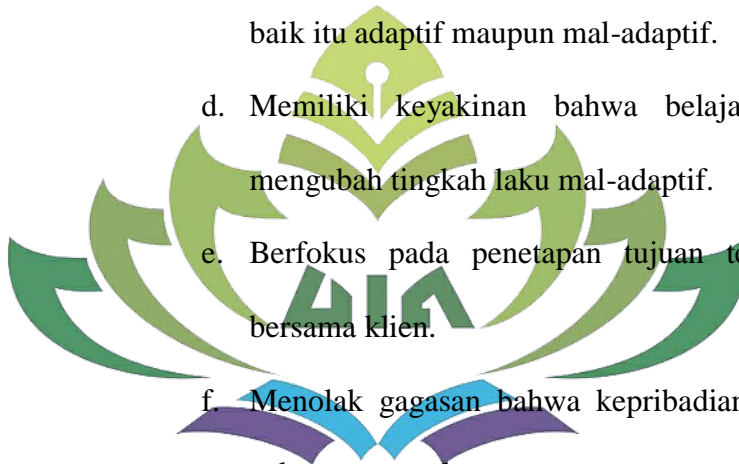 baik itu adaptif maupun mal-adaptif.
d. Memiliki keyakinan bahwa
mengubah tingkah laku mal-adaptif.
e. Berfokus pada penetapan tujuan
UIN
bersama klien.
f. Menolak gagasan bahwa kepribadian